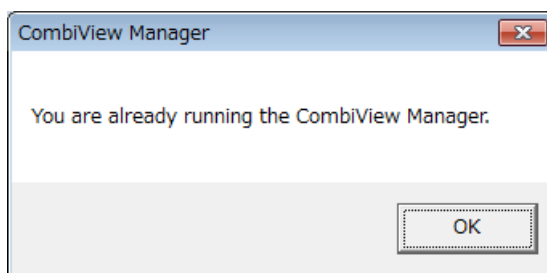 CombiView Manager
You are already running the CombiView Manager.
OK